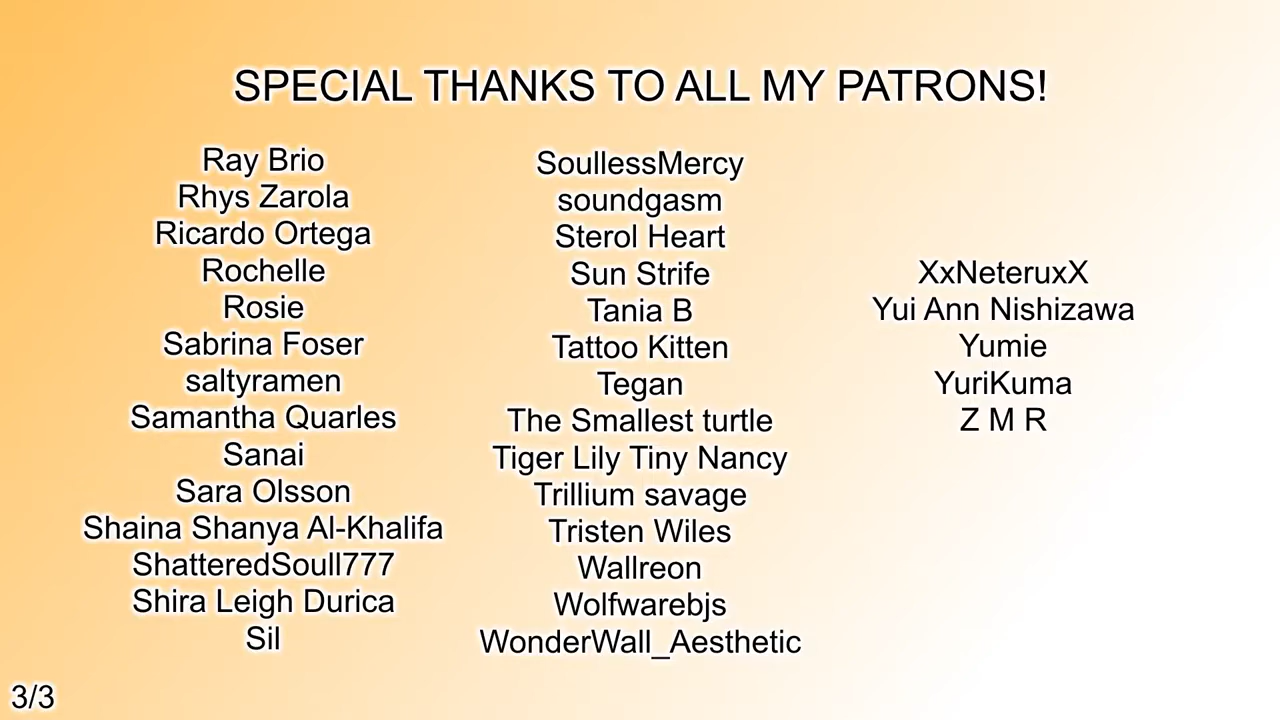 SPECIAL THANKS TO ALL MY PATRONS!
Ray Brio
Rhys Zarola
Ricardo Ortega
Rochelle
Rosie
Sabrina Foser
saltyramen
Samantha Quarles
Sanai
Sara Olsson
Shaina Shanya Al-Khalifa
ShatteredSoull777
Shira Leigh Durica
Sil
SoullessMercy
soundgasm
Sterol Heart
Sun Strife
Tania B
Tattoo Kitten
Tegan
The Smallest turtle
Tiger Lily Tiny Nancy
Trillium savage
Tristen Wiles
Wallreon
Wolfwarebjs
WonderWall_Aesthetic
XxNeteruxX
Yui Ann Nishizawa
Yumie
YuriKuma
Z M R
3/3